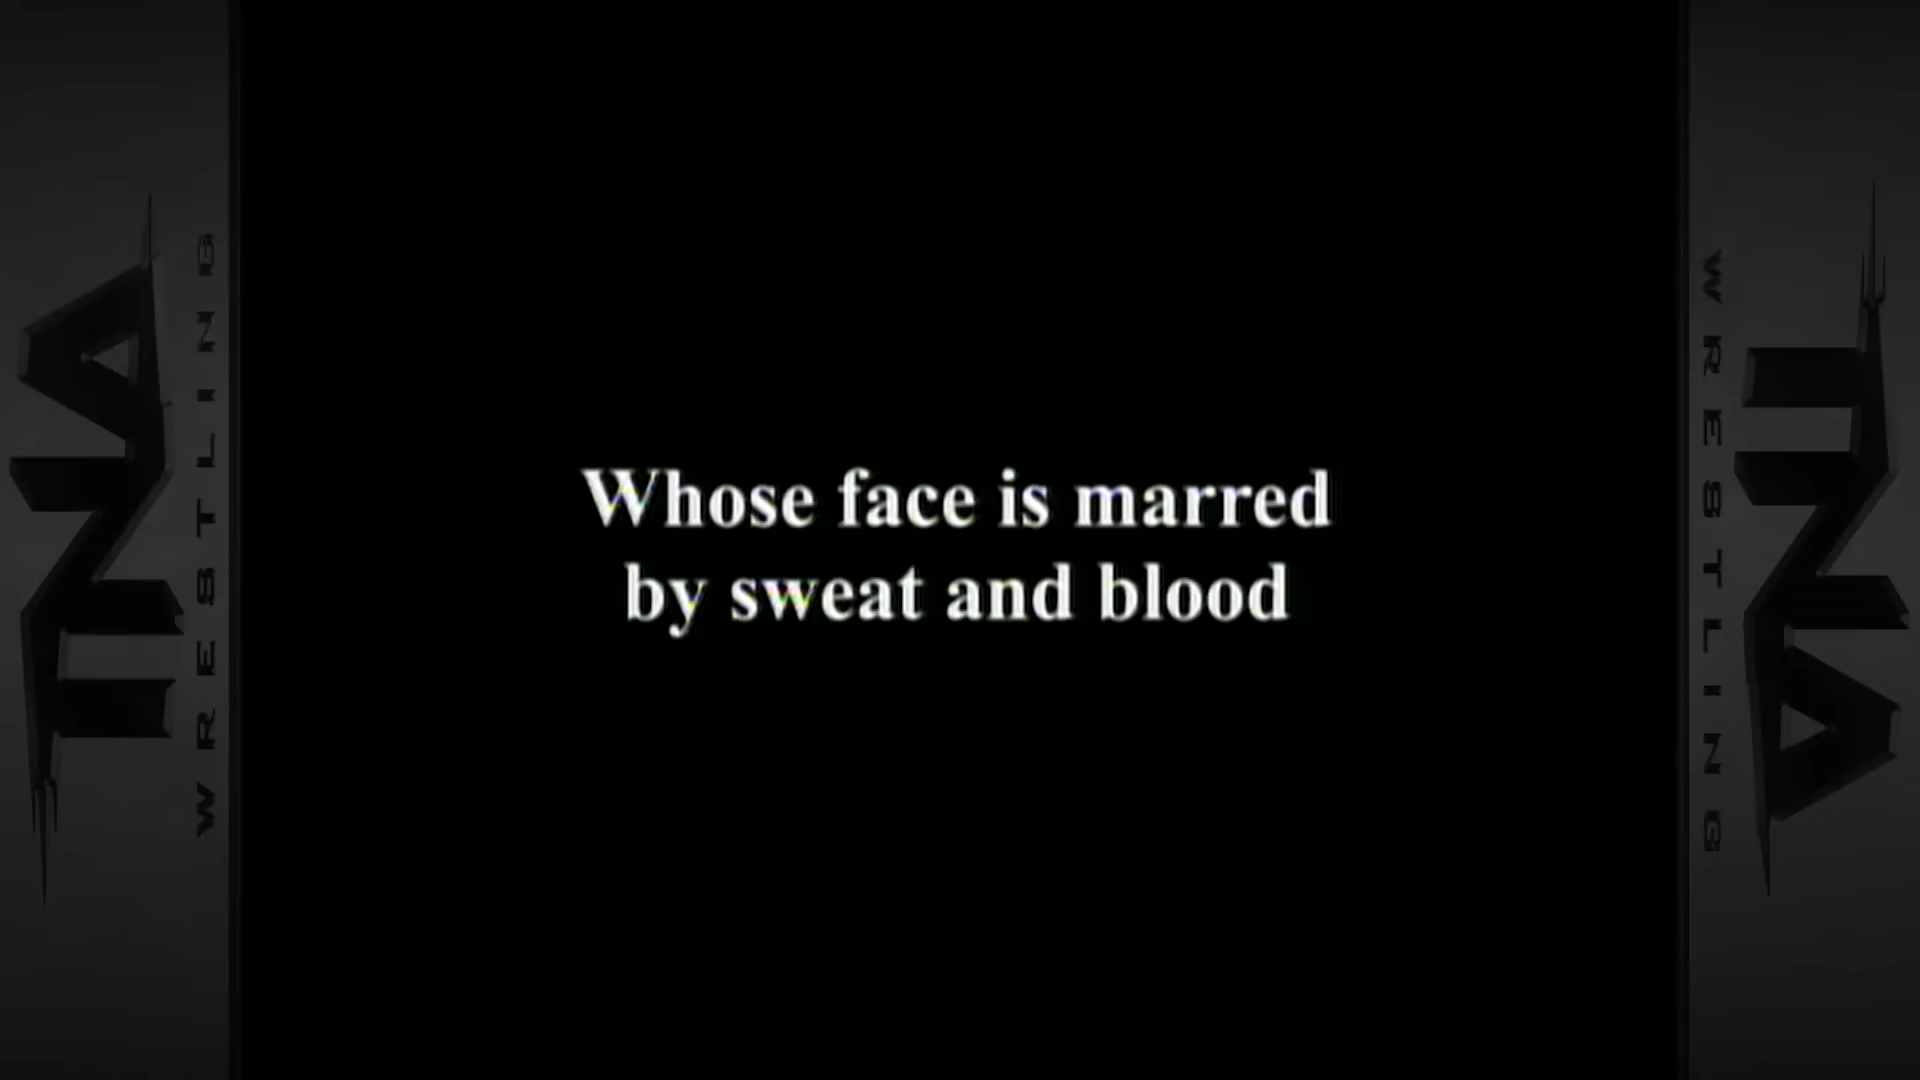 Whose face is marred
by sweat and blood
TNA
WRESTLING
TNA
WRESTLING